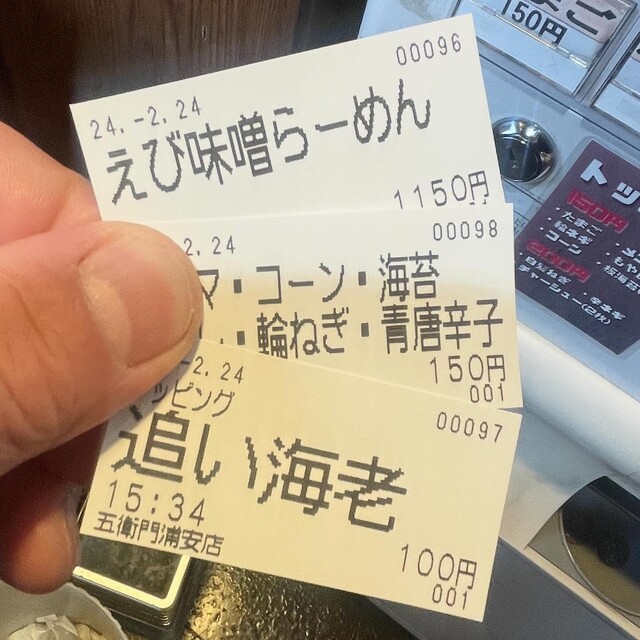 150円
00096
24.-2.24
えび味噌らーめん
1150円
2.24
00098
マ・コーン・海苔
輪ねぎ・青唐辛子
150円
001
2.24
00097
ッピング
追い海老
15:34
五衛門浦安店
100円
001
トッ
150円
・たまご
・コーン
200円
チャーシュー(2枚)